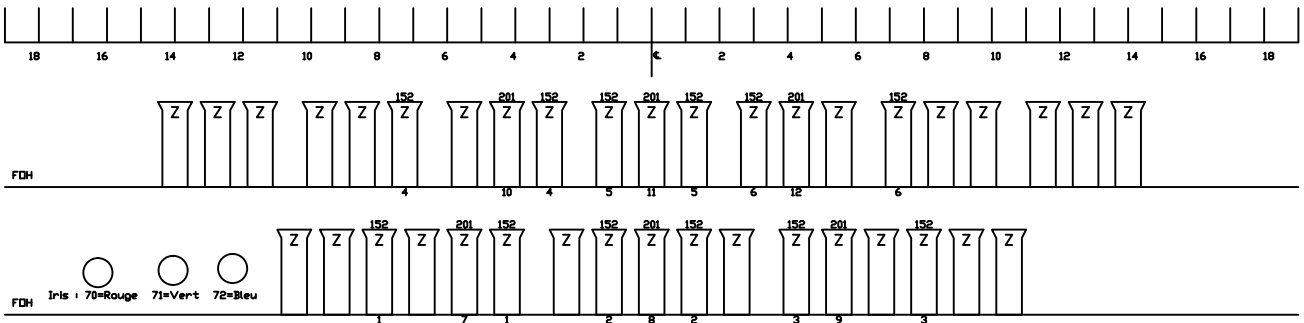 18 16 14 12 10 8 6 4 2 ℄ 2 4 6 8 10 12 14 16 18
152 201 152 152 201 152 152 201 152
Z Z Z Z Z Z Z Z Z Z Z Z Z Z Z Z Z Z Z Z Z
FOH
4 10 4 5 11 5 6 12 6
152 201 152 152 201 152 152 201 152
Z Z Z Z Z Z Z Z Z Z Z Z Z Z Z Z Z
Iris : 70=Rouge 71=Vert 72=Bleu
FOH
1 7 1 2 8 2 3 9 3